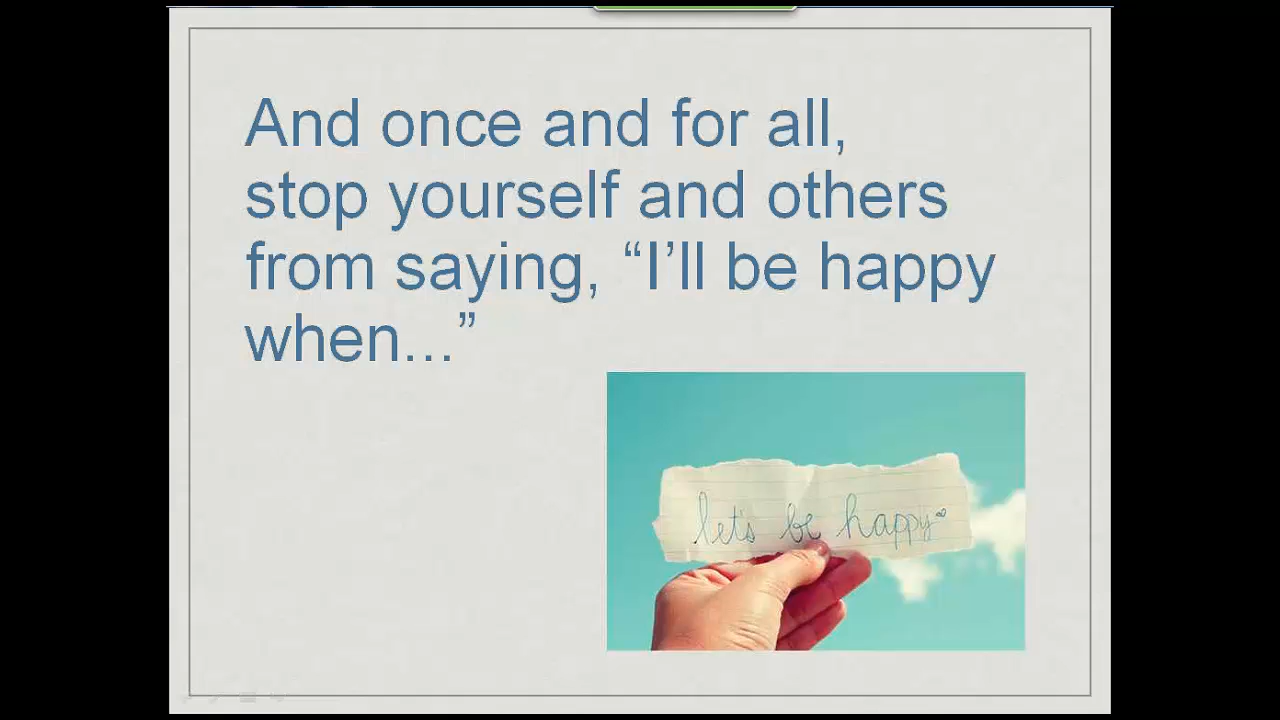 And once and for all,
stop yourself and others
from saying, “I’ll be happy
when...”
let's be happy